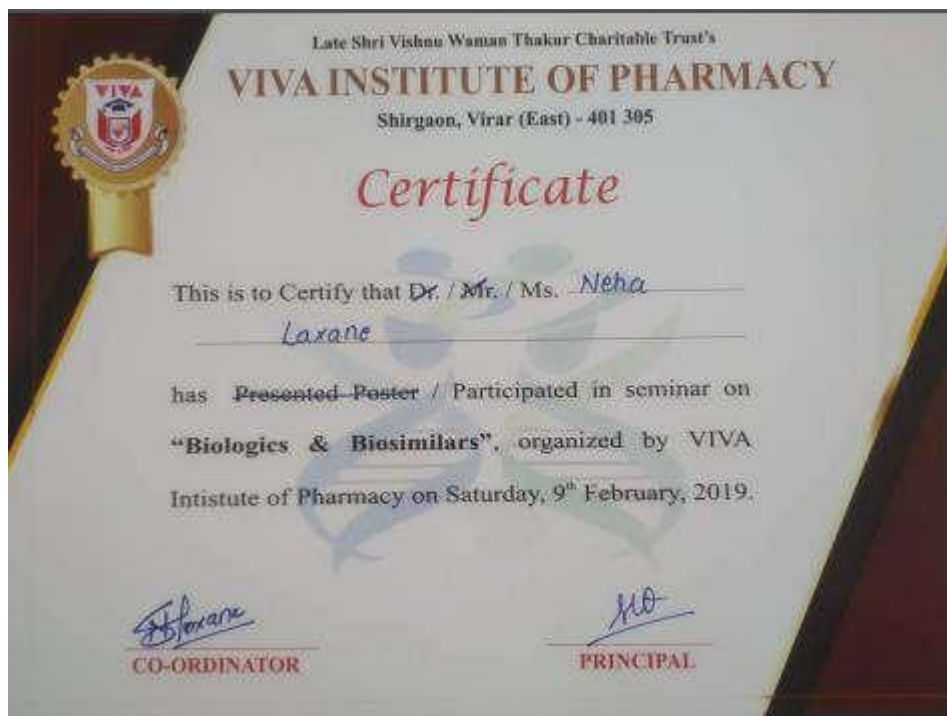 Late Shri Vishnu Waman Thakur Charitable Trust's
VIVA INSTITUTE OF PHARMACY
Shirgaon, Virar (East) - 401 305
VIVA
Certificate
This is to Certify that Dr. / Mr. / Ms. Neha
Laxane
has Presented Poster / Participated in seminar on
“Biologics & Biosimilars”, organized by VIVA
Intistute of Pharmacy on Saturday, 9th February, 2019.
CO-ORDINATOR
PRINCIPAL